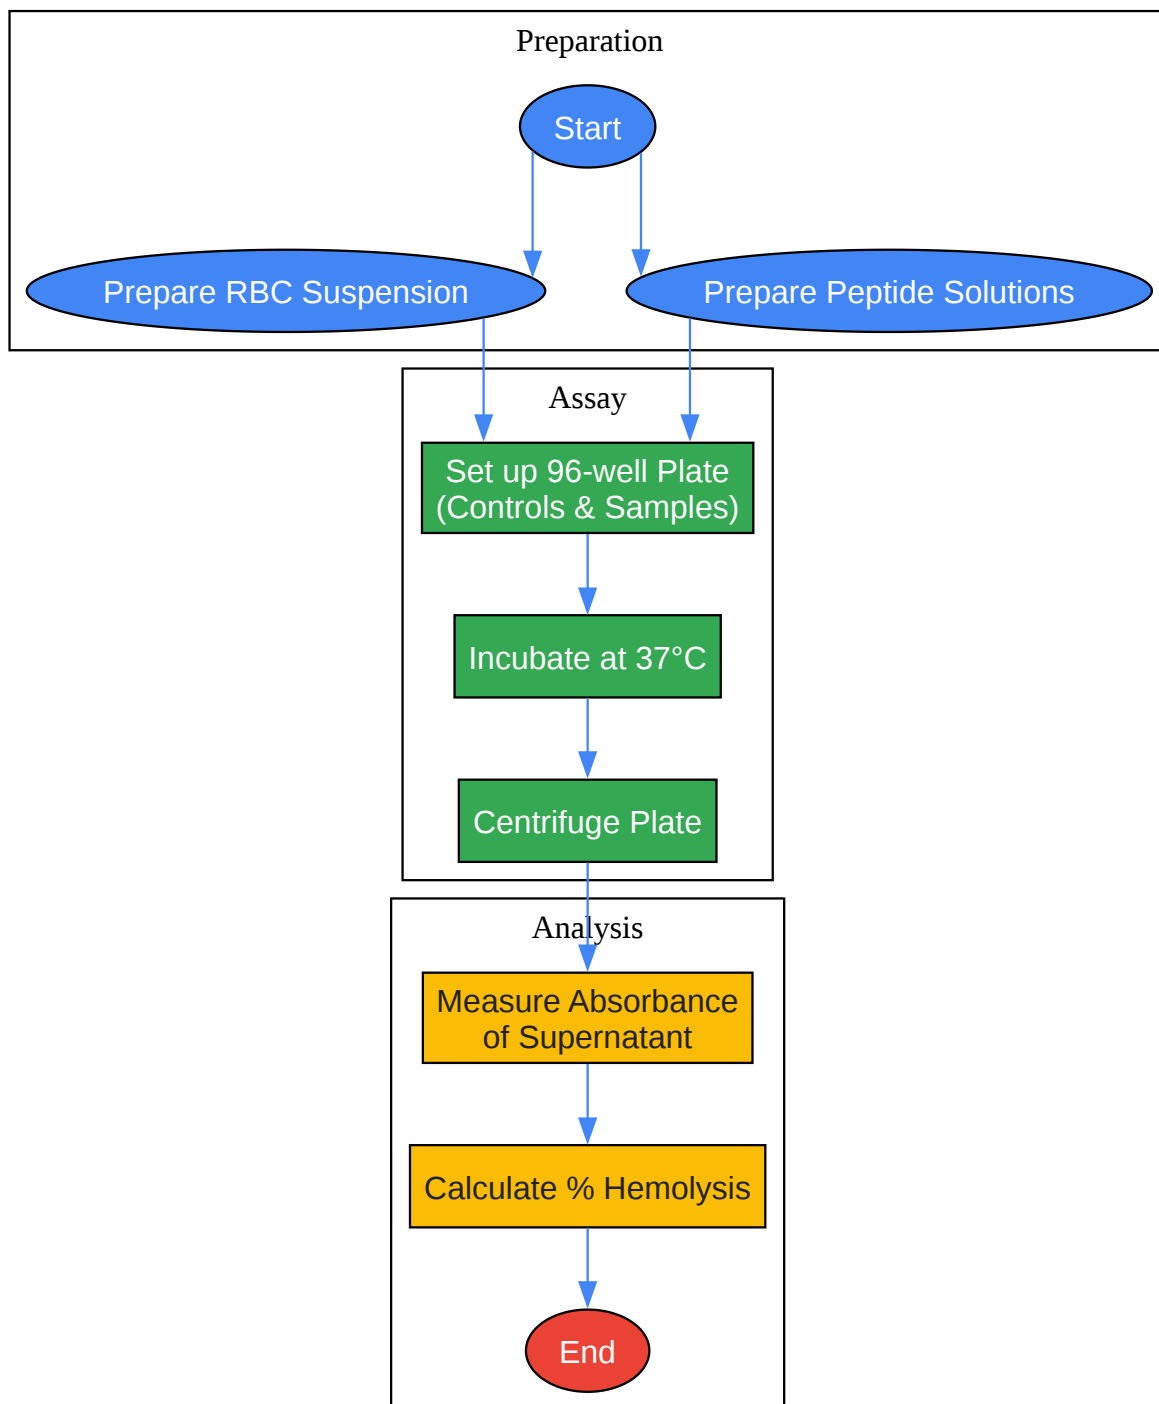 Preparation
Start
Prepare RBC Suspension
Prepare Peptide Solutions
Assay
Set up 96-well Plate
(Controls & Samples)
Incubate at 37°C
Centrifuge Plate
Analysis
Measure Absorbance
of Supernatant
Calculate % Hemolysis
End